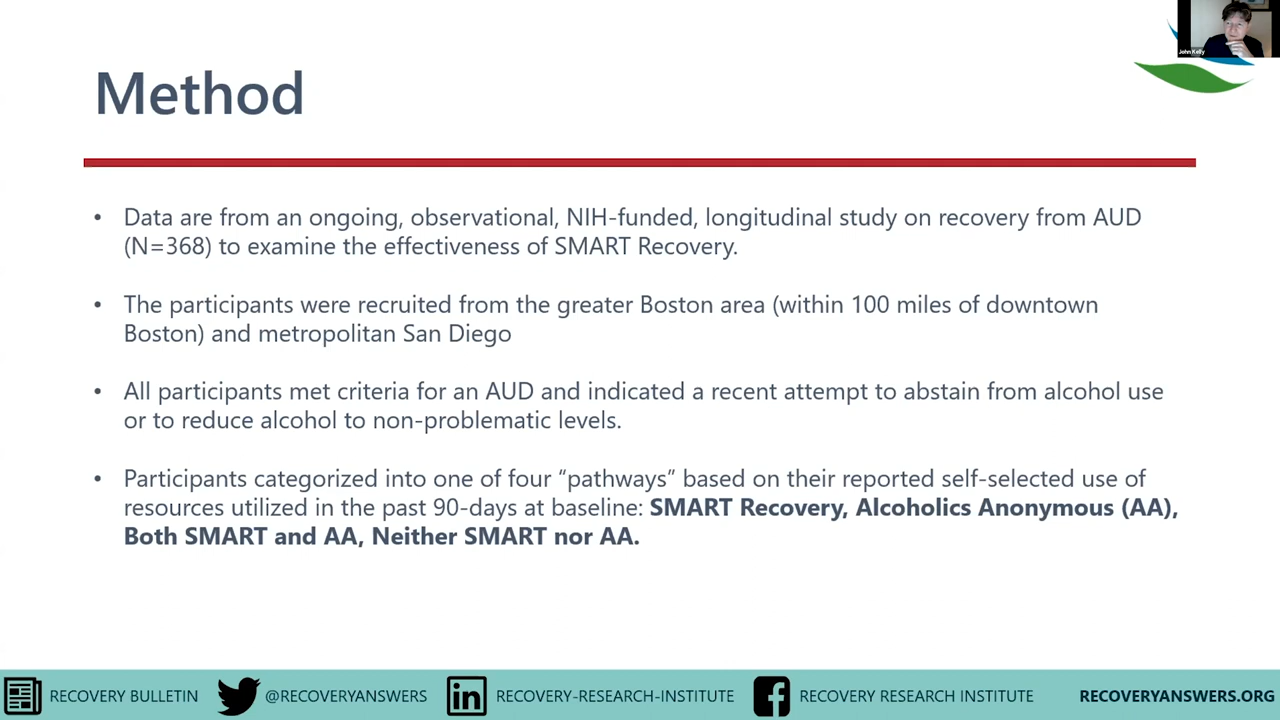 John Kelly
Method
• Data are from an ongoing, observational, NIH-funded, longitudinal study on recovery from AUD
(N=368) to examine the effectiveness of SMART Recovery.
• The participants were recruited from the greater Boston area (within 100 miles of downtown
Boston) and metropolitan San Diego
• All participants met criteria for an AUD and indicated a recent attempt to abstain from alcohol use
or to reduce alcohol to non-problematic levels.
• Participants categorized into one of four “pathways” based on their reported self-selected use of
resources utilized in the past 90-days at baseline: SMART Recovery, Alcoholics Anonymous (AA),
Both SMART and AA, Neither SMART nor AA.
RECOVERY BULLETIN @RECOVERYANSWERS RECOVERY-RESEARCH-INSTITUTE RECOVERY RESEARCH INSTITUTE RECOVERYANSWERS.ORG